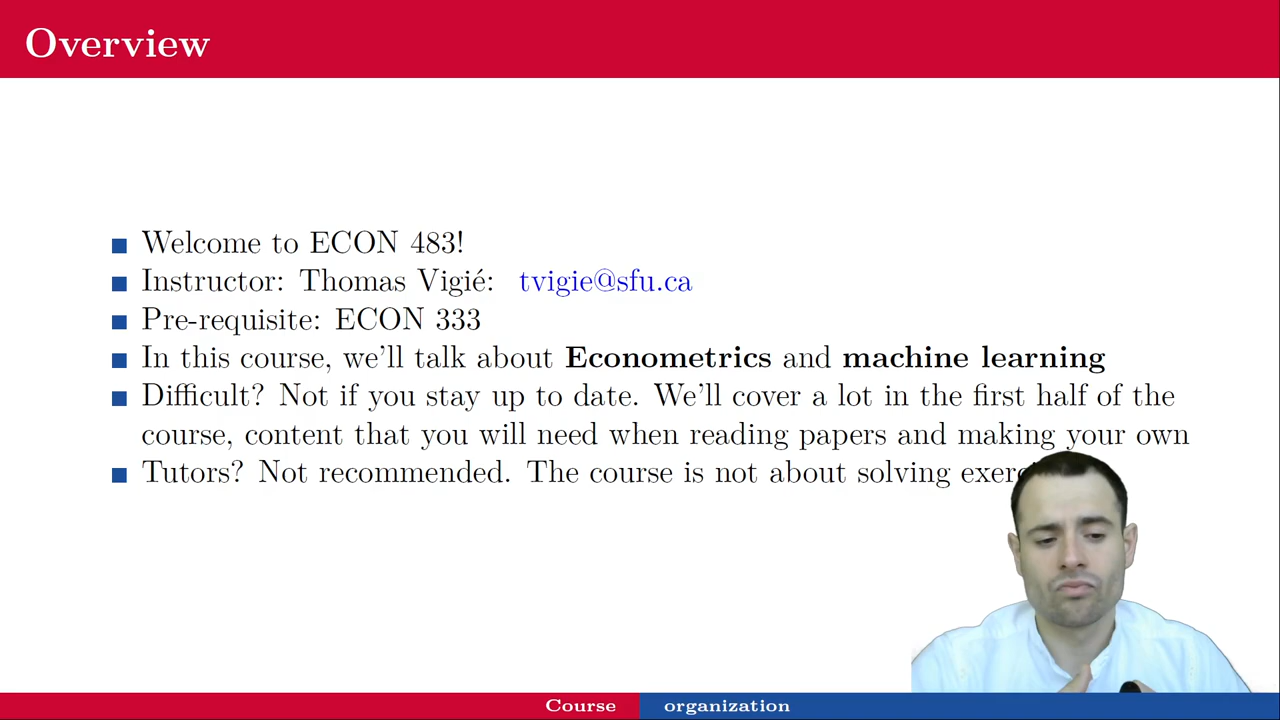 Overview
Welcome to ECON 483!
Instructor: Thomas Vigié: tvigie@sfu.ca
Pre-requisite: ECON 333
In this course, we'll talk about Econometrics and machine learning
Difficult? Not if you stay up to date. We'll cover a lot in the first half of the
course, content that you will need when reading papers and making your own
Tutors? Not recommended. The course is not about solving
Course organization